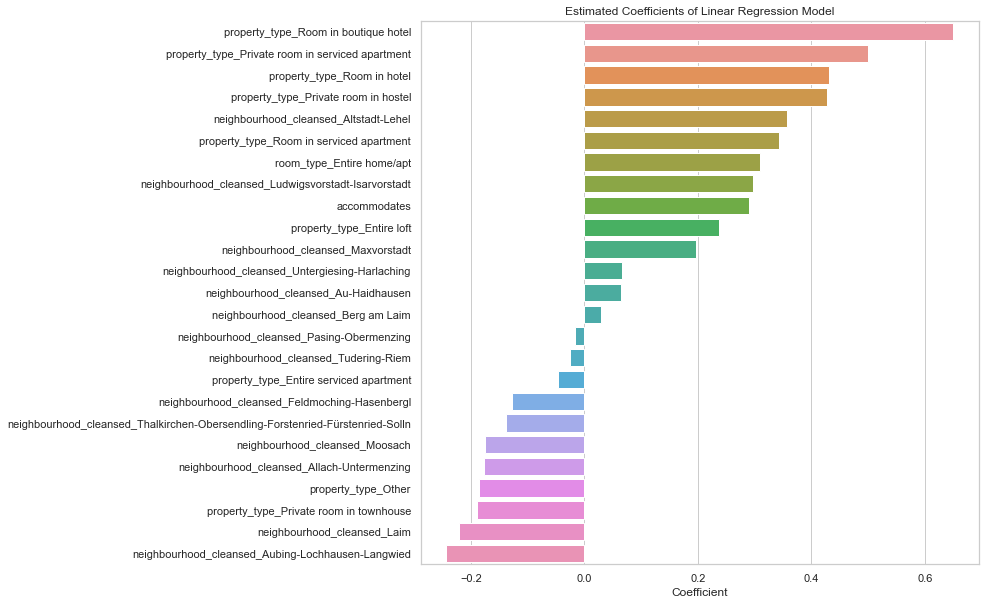 Estimated Coefficients of Linear Regression Model
property_type_Room in boutique hotel
property_type_Private room in serviced apartment
property_type_Room in hotel
property_type_Private room in hostel
neighbourhood_cleansed_Altstadt-Lehel
property_type_Room in serviced apartment
room_type_Entire home/apt
neighbourhood_cleansed_Ludwigsvorstadt-Isarvorstadt
accommodates
property_type_Entire loft
neighbourhood_cleansed_Maxvorstadt
neighbourhood_cleansed_Untergiesing-Harlaching
neighbourhood_cleansed_Au-Haidhausen
neighbourhood_cleansed_Berg am Laim
neighbourhood_cleansed_Pasing-Obermenzing
neighbourhood_cleansed_Tudering-Riem
property_type_Entire serviced apartment
neighbourhood_cleansed_Feldmoching-Hasenbergl
neighbourhood_cleansed_Thalkirchen-Obersendling-Forstenried-Fürstenried-Solln
neighbourhood_cleansed_Moosach
neighbourhood_cleansed_Allach-Untermenzing
property_type_Other
property_type_Private room in townhouse
neighbourhood_cleansed_Laim
neighbourhood_cleansed_Aubing-Lochhausen-Langwied
−0.2 0.0 0.2 0.4 0.6
Coefficient